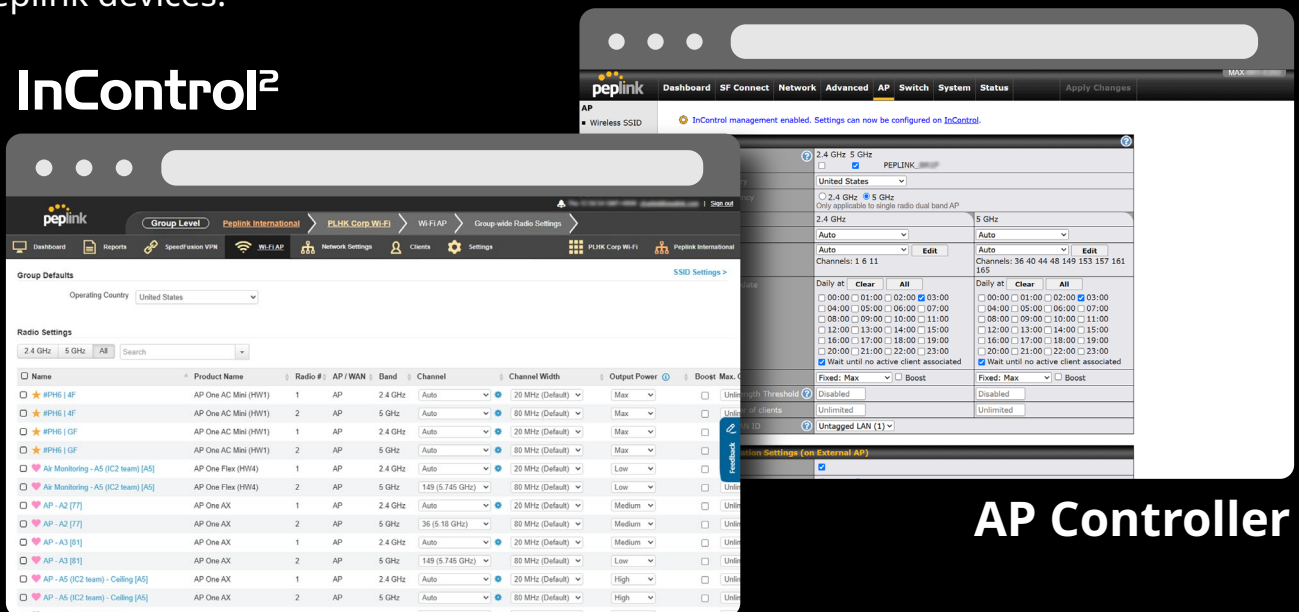 eplink devices.
InControl2
peplink
Group Level Peplink International PLHK Corp Wi-Fi Wi-Fi AP Group-wide Radio Settings
| Sign out
Dashboard Reports SpeedFusion VPN Wi-Fi AP Network Settings Clients Settings PLHK Corp Wi-Fi Peplink International
Group Defaults SSID Settings >
Operating Country United States
Radio Settings
2.4 GHz 5 GHz All Search
Name Product Name Radio # AP / WAN Band Channel Channel Width Output Power Boost Max.
#PH6 | 4F AP One AC Mini (HW1) 1 AP 2.4 GHz Auto 20 MHz (Default) Max Unlin
#PH6 | 4F AP One AC Mini (HW1) 2 AP 5 GHz Auto 80 MHz (Default) Max Unlin
#PH6 | GF AP One AC Mini (HW1) 1 AP 2.4 GHz Auto 20 MHz (Default) Max
#PH6 | GF AP One AC Mini (HW1) 2 AP 5 GHz Auto 80 MHz (Default) Max
Air Monitoring - A5 (IC2 team) [A5] AP One Flex (HW4) 1 AP 2.4 GHz Auto 20 MHz (Default) Low
Air Monitoring - A5 (IC2 team) [A5] AP One Flex (HW4) 2 AP 5 GHz 149 (5.745 GHz) 80 MHz (Default) Low Unlin
AP - A2 [77] AP One AX 1 AP 2.4 GHz Auto 20 MHz (Default) Medium Unlin
AP - A2 [77] AP One AX 2 AP 5 GHz 36 (5.18 GHz) 80 MHz (Default) Medium Unlin
AP - A3 [81] AP One AX 1 AP 2.4 GHz Auto 20 MHz (Default) Medium Unlin
AP - A3 [81] AP One AX 2 AP 5 GHz 149 (5.745 GHz) 80 MHz (Default) Low Unlin
AP - A5 (IC2 team) - Ceiling [A5] AP One AX 1 AP 2.4 GHz Auto 20 MHz (Default) High Unlin
AP - A5 (IC2 team) - Ceiling [A5] AP One AX 2 AP 5 GHz Auto 80 MHz (Default) High Unlin
Feedback
MAX
peplink Dashboard SF Connect Network Advanced AP Switch System Status Apply Changes
AP
Wireless SSID
InControl management enabled. Settings can now be configured on InControl.
2.4 GHz 5 GHz
PEPLINK_
United States
2.4 GHz 5 GHz
Only applicable to single radio dual band AP
2.4 GHz 5 GHz
Auto Auto
Auto Edit Auto Edit
Channels: 1 6 11 Channels: 36 40 44 48 149 153 157 161
165
Daily at Clear All Daily at Clear All
00:00 01:00 02:00 03:00 00:00 01:00 02:00 03:00
04:00 05:00 06:00 07:00 04:00 05:00 06:00 07:00
08:00 09:00 10:00 11:00 08:00 09:00 10:00 11:00
12:00 13:00 14:00 15:00 12:00 13:00 14:00 15:00
16:00 17:00 18:00 19:00 16:00 17:00 18:00 19:00
20:00 21:00 22:00 23:00 20:00 21:00 22:00 23:00
Wait until no active client associated Wait until no active client associated
Fixed: Max Boost Fixed: Max Boost
ngth Threshold Disabled Disabled
of clients Unlimited Unlimited
ID Untagged LAN (1)
ation Settings (on External AP)
AP Controller